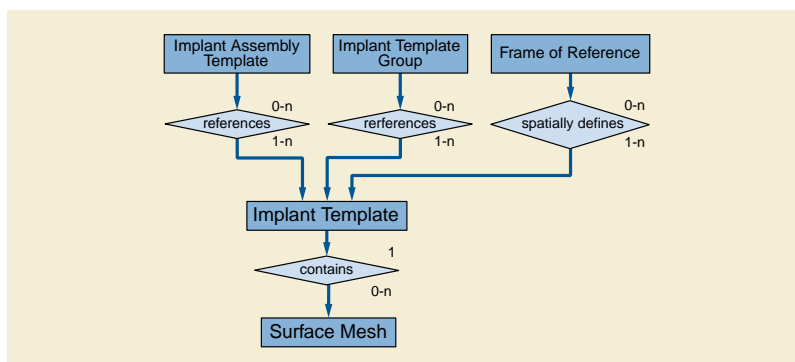 Implant Assembly
Template
Implant Template
Group
Frame of Reference
0-n
0-n
0-n
references
rerferences
spatially defines
1-n
1-n
1-n
Implant Template
1
contains
0-n
Surface Mesh